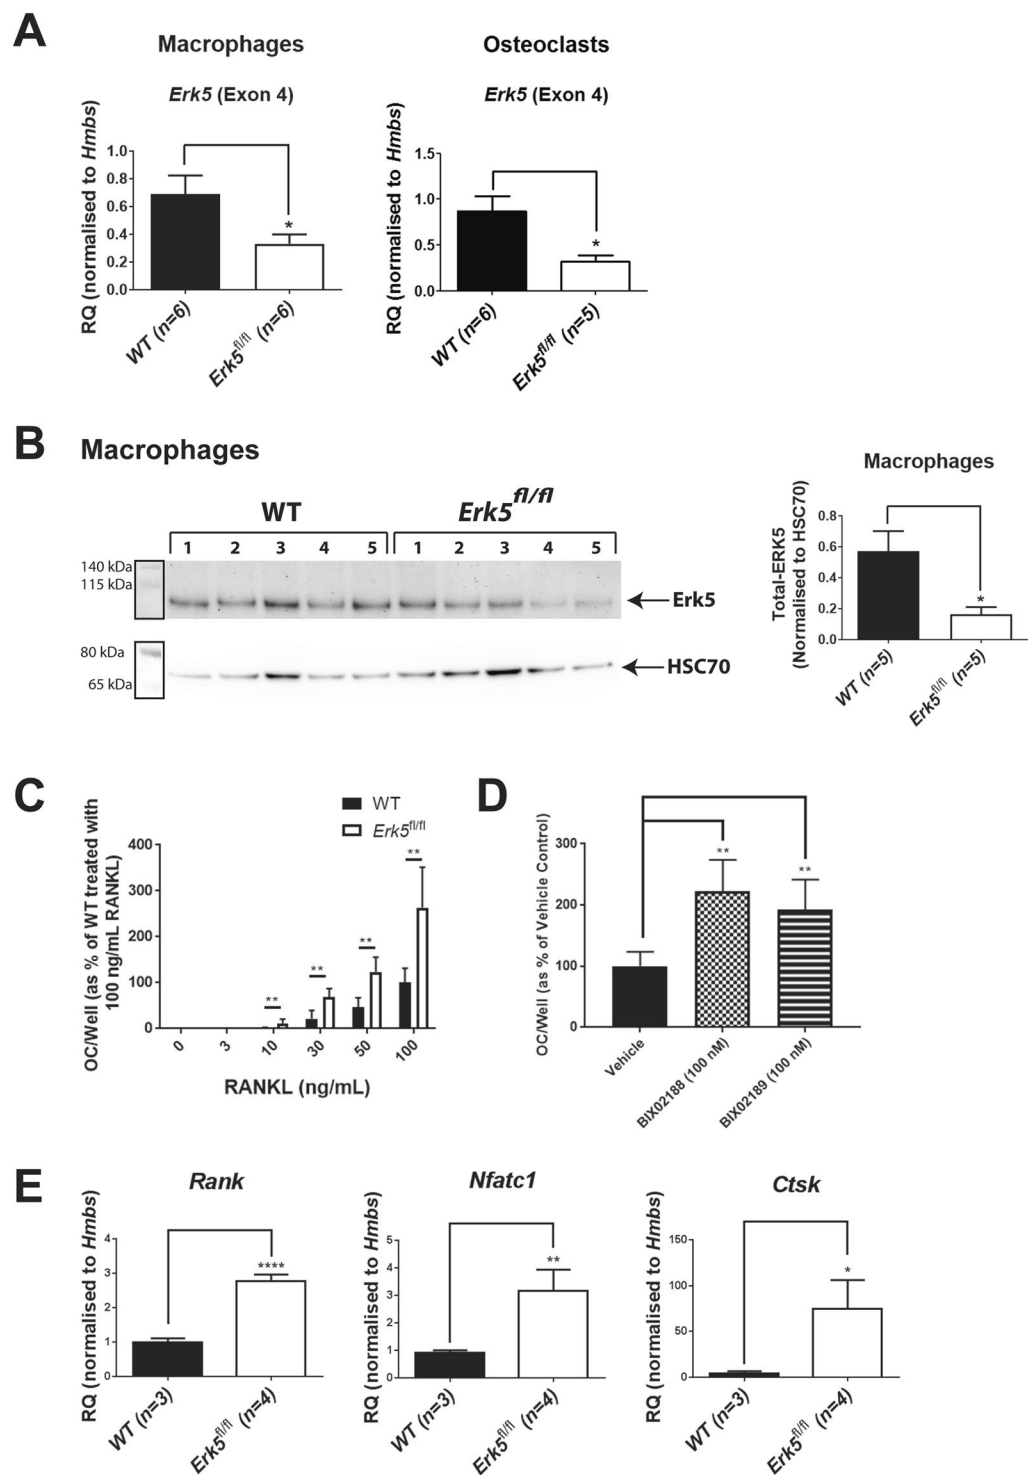 A
Macrophages
Osteoclasts
Erk5 (Exon 4)
Erk5 (Exon 4)
RQ (normalised to Hmbs)
1.0
0.8
0.6
0.4
0.2
0.0
*
WT (n=6)
Erk5fl/fl (n=6)
RQ (normalised to Hmbs)
1.5
1.0
0.5
0.0
*
WT (n=6)
Erk5fl/fl (n=5)
B
Macrophages
WT
Erk5fl/fl
1 2 3 4 5 1 2 3 4 5
140 kDa
115 kDa
Erk5
80 kDa
65 kDa
HSC70
Macrophages
Total-ERK5
(Normalised to HSC70)
0.8
0.6
0.4
0.2
0.0
*
WT (n=5)
Erk5fl/fl (n=5)
C
WT
Erk5fl/fl
OC/Well (as % of WT treated with
100 ng/mL RANKL)
400
300
200
100
0
** ** ** **
0 3 10 30 50 100
RANKL (ng/mL)
D
OC/Well (as % of Vehicle Control)
300
200
100
0
** **
Vehicle
BIX02188 (100 nM)
BIX02189 (100 nM)
E
Rank
RQ (normalised to Hmbs)
4
3
2
1
0
****
WT (n=3)
Erk5fl/fl (n=4)
Nfatc1
RQ (normalised to Hmbs)
5
4
3
2
1
0
**
WT (n=3)
Erk5fl/fl (n=4)
Ctsk
RQ (normalised to Hmbs)
150
100
50
0
*
WT (n=3)
Erk5fl/fl (n=4)